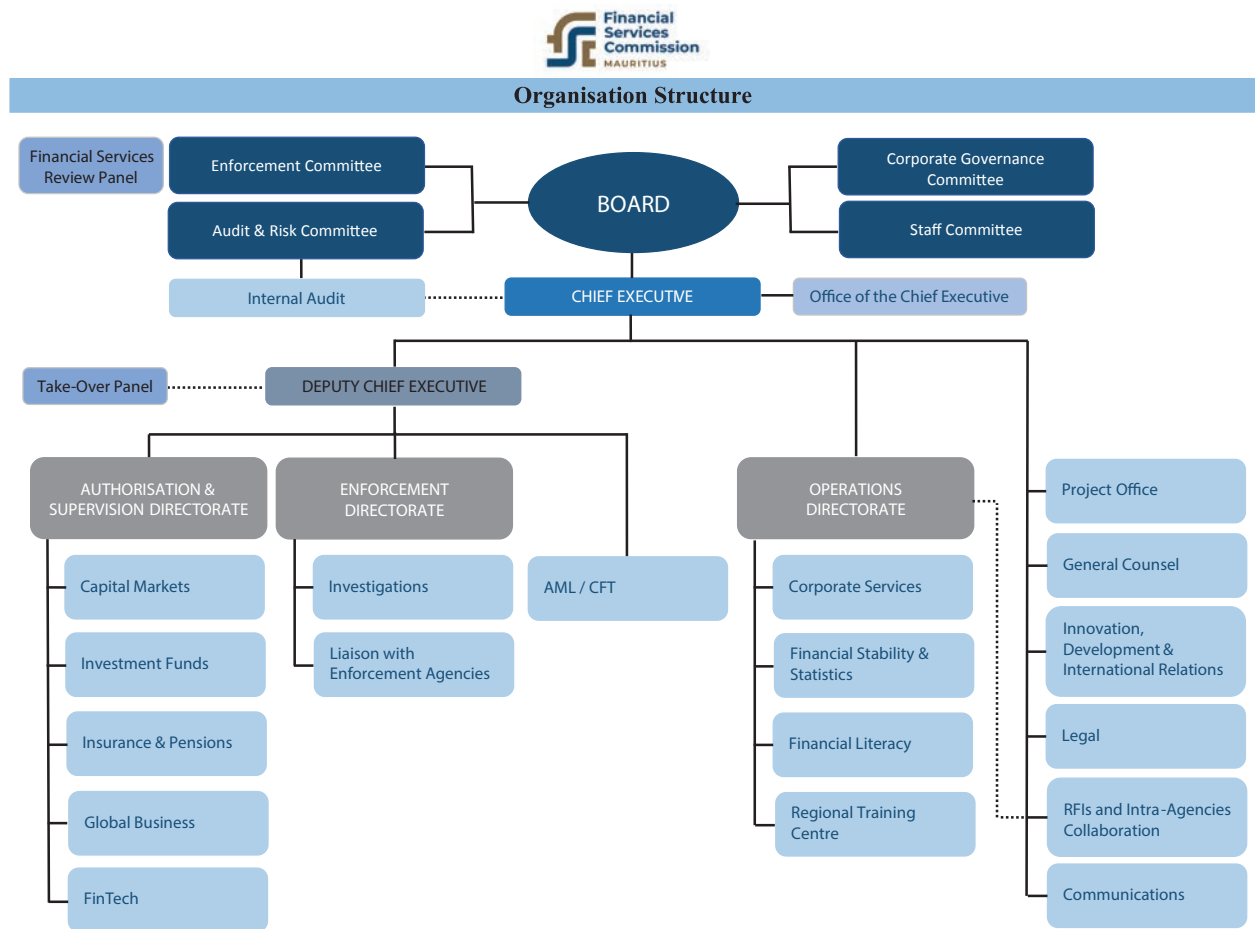 Financial
Services
Commission
MAURITIUS
Organisation Structure
Financial Services
Review Panel
Enforcement Committee
Audit & Risk Committee
BOARD
Corporate Governance
Committee
Staff Committee
Internal Audit
CHIEF EXECUTIVE
Office of the Chief Executive
Take-Over Panel
DEPUTY CHIEF EXECUTIVE
AUTHORISATION &
SUPERVISION DIRECTORATE
Capital Markets
Investment Funds
Insurance & Pensions
Global Business
FinTech
ENFORCEMENT
DIRECTORATE
Investigations
Liaison with
Enforcement Agencies
AML / CFT
OPERATIONS
DIRECTORATE
Corporate Services
Financial Stability &
Statistics
Financial Literacy
Regional Training
Centre
Project Office
General Counsel
Innovation,
Development &
International Relations
Legal
RFIs and Intra-Agencies
Collaboration
Communications